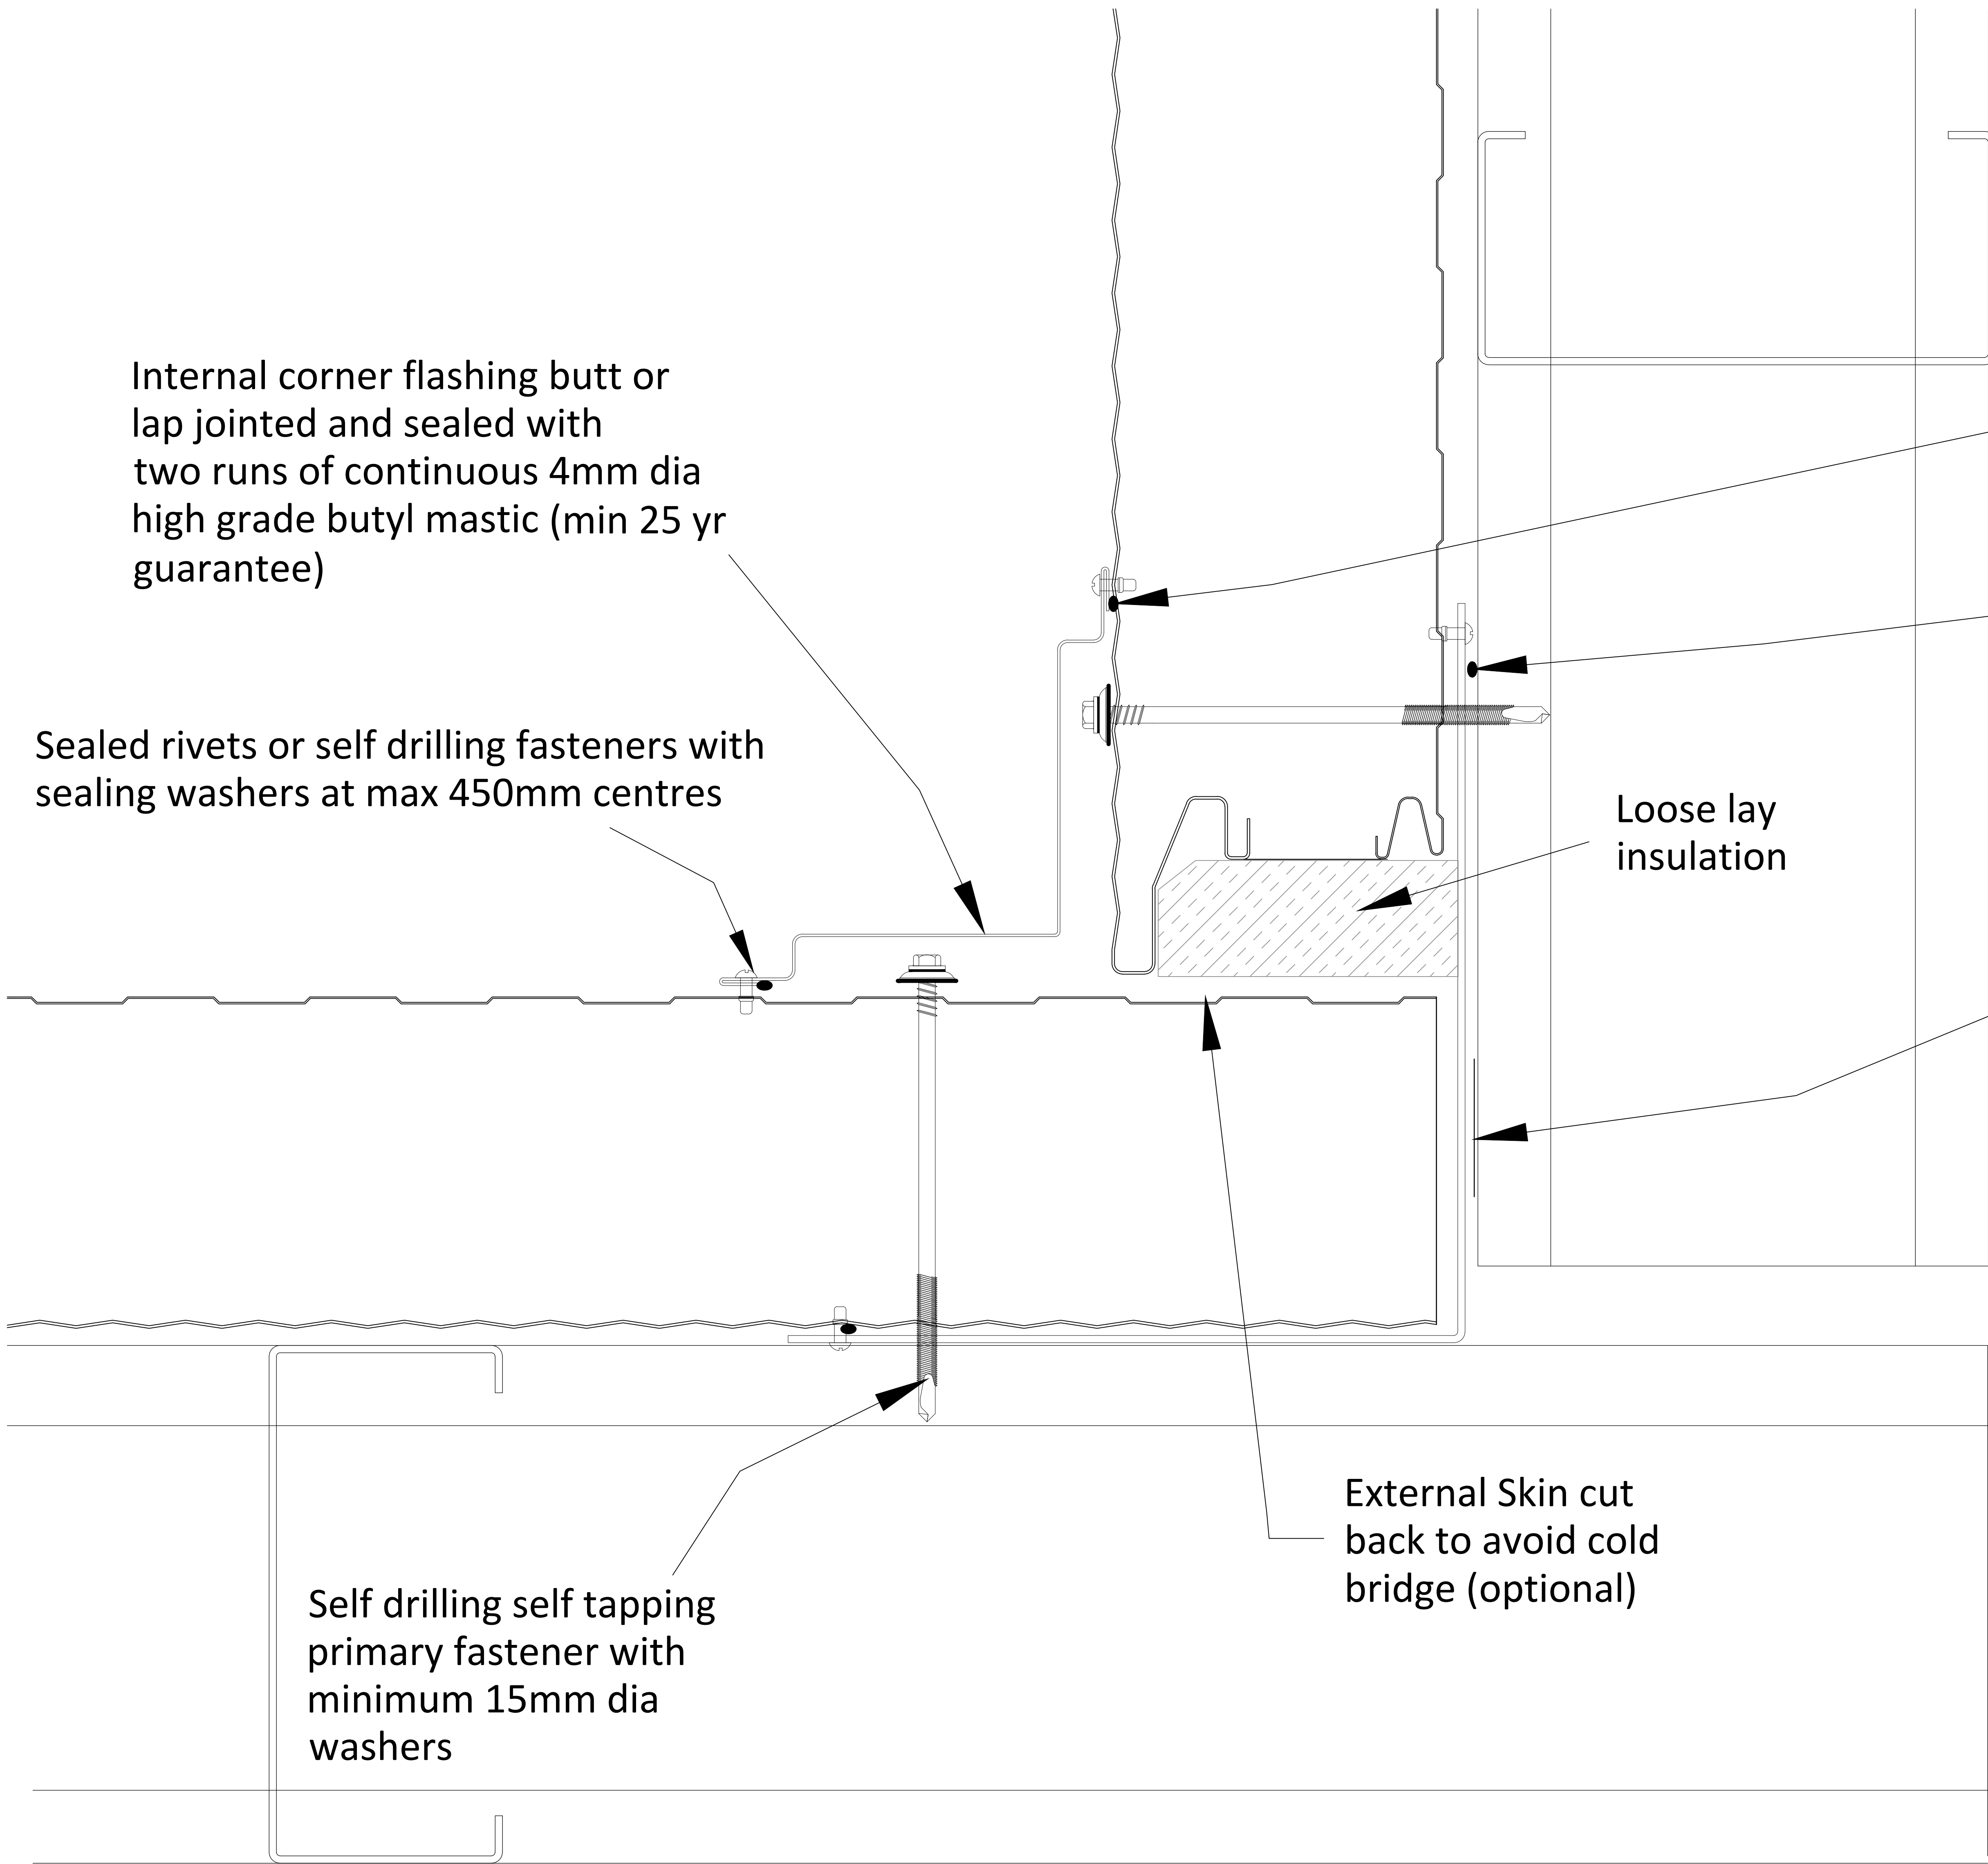 Internal corner flashing butt or
lap jointed and sealed with
two runs of continuous 4mm dia
high grade butyl mastic (min 25 yr
guarantee)
Sealed rivets or self drilling fasteners with
sealing washers at max 450mm centres
Loose lay
insulation
External Skin cut
back to avoid cold
bridge (optional)
Self drilling self tapping
primary fastener with
minimum 15mm dia
washers